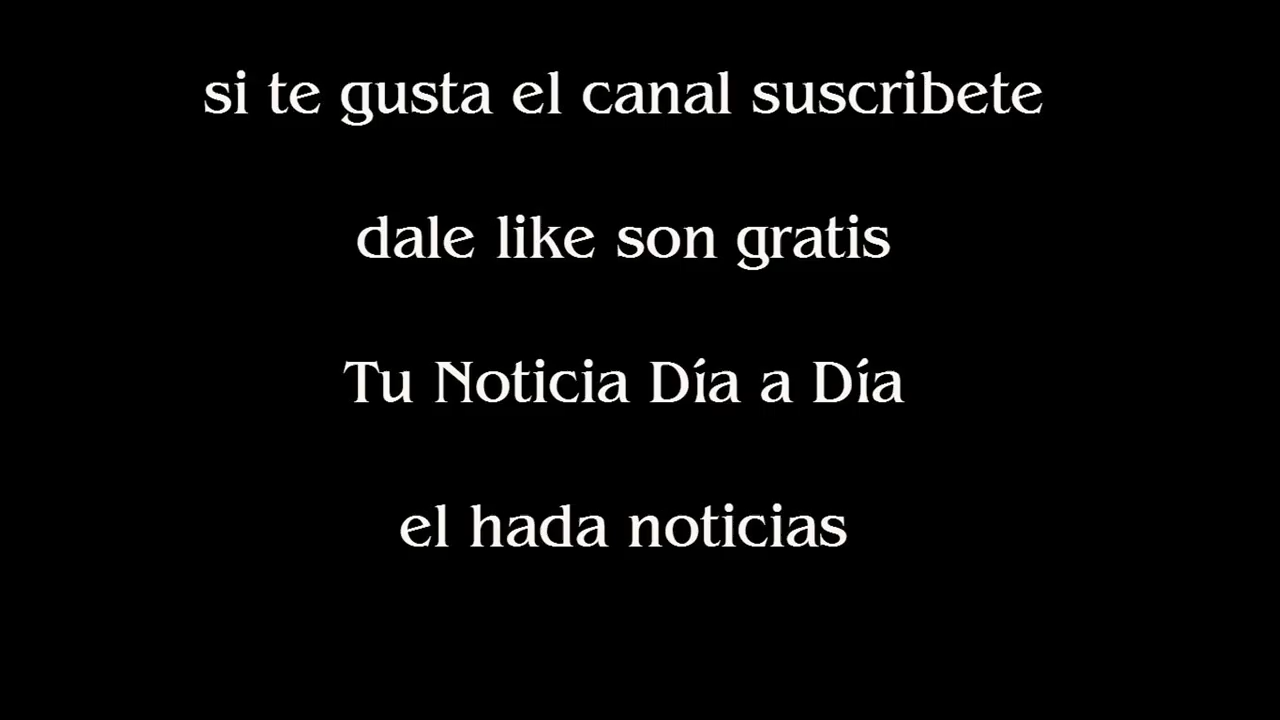 si te gusta el canal suscribete
dale like son gratis
Tu Noticia Día a Día
el hada noticias